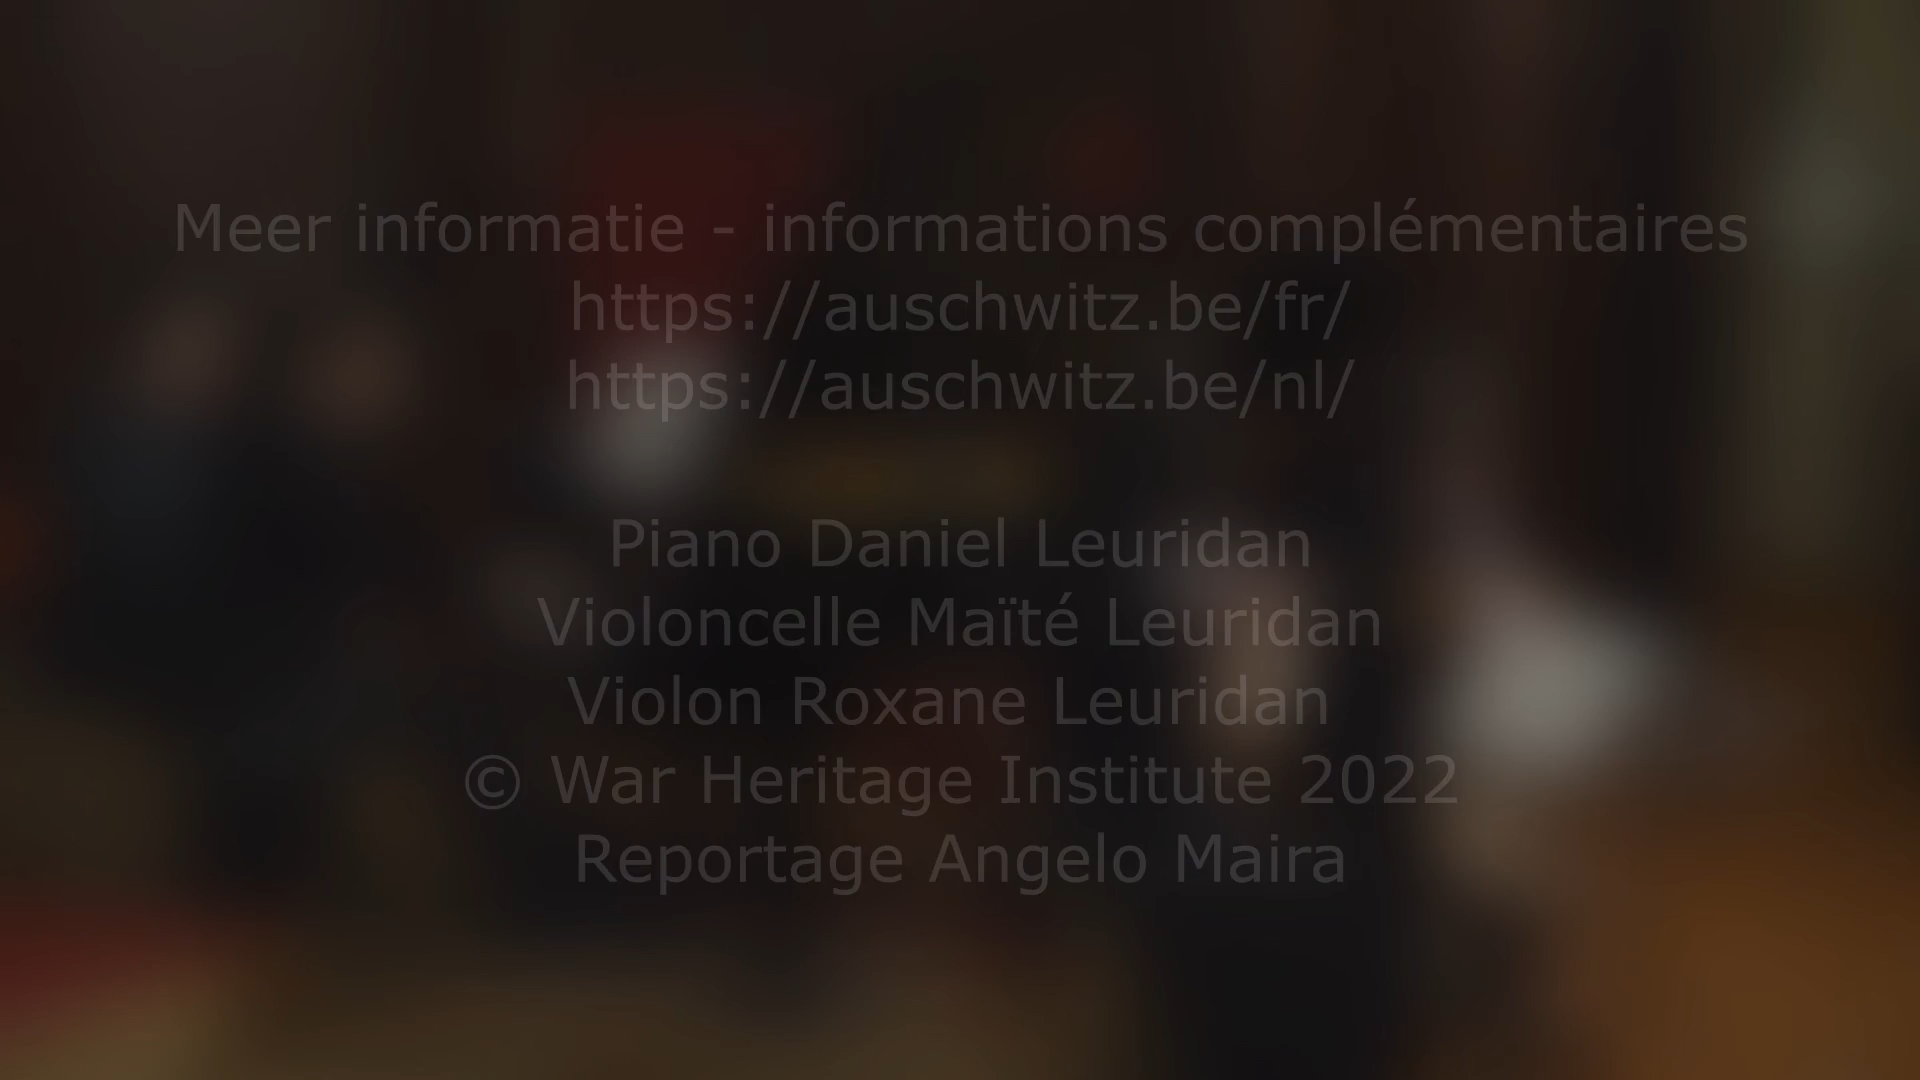 Meer informatie - informations complémentaires
https://auschwitz.be/fr/
https://auschwitz.be/nl/
Piano Daniel Leuridan
Violoncelle Maïté Leuridan
Violon Roxane Leuridan
© War Heritage Institute 2022
Reportage Angelo Maira